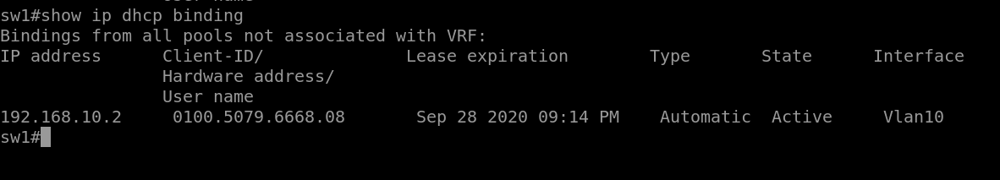 User name
sw1#show ip dhcp binding
Bindings from all pools not associated with VRF:
IP address      Client-ID/              Lease expiration        Type       State      Interface
                Hardware address/
                User name
192.168.10.2     0100.5079.6668.08       Sep 28 2020 09:14 PM    Automatic  Active     Vlan10
sw1#